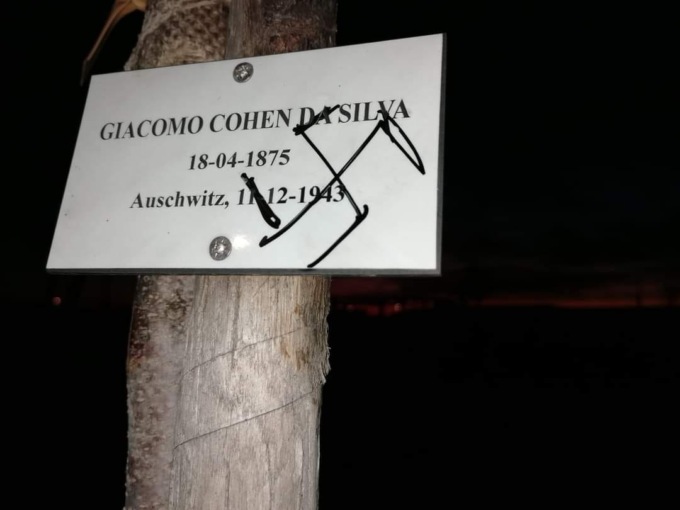 GIACOMO COHEN DA SILVA
18-04-1875
Auschwitz, 11-12-1943